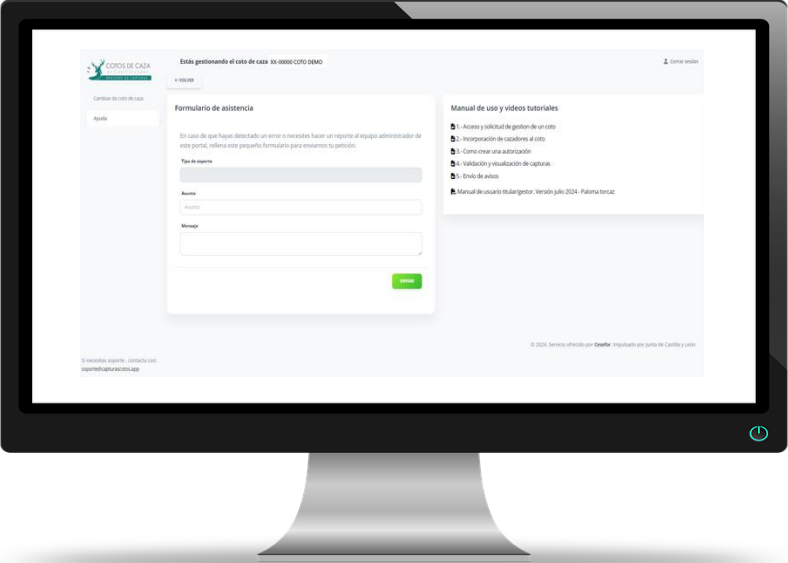 COTOS DE CAZA
Estás gestionando el coto de caza XX-00000 COTO DEMO
Cerrar sesión
VOLVER
Cambiar de coto de caza
Ayuda
Formulario de asistencia
En caso de que hayas detectado un error o necesites hacer un reporte al equipo administrador de
este portal, rellena este pequeño formulario para enviarnos tu petición.
Tipo de soporte
Asunto
Asunto
Mensaje
ENVIAR
Manual de uso y videos tutoriales
1.- Acceso y solicitud de gestion de un coto
2.- Incorporación de cazadores al coto
3.- Como crear una autorización
4.- Validación y visualización de capturas
5.- Envío de avisos
Manual de usuario titular/gestor. Versión julio 2024 - Paloma torcaz
© 2024. Servicio ofrecido por Cesefor. Impulsado por Junta de Castilla y León
Si necesitas soporte , contacta con:
soporte@capturascotos.app